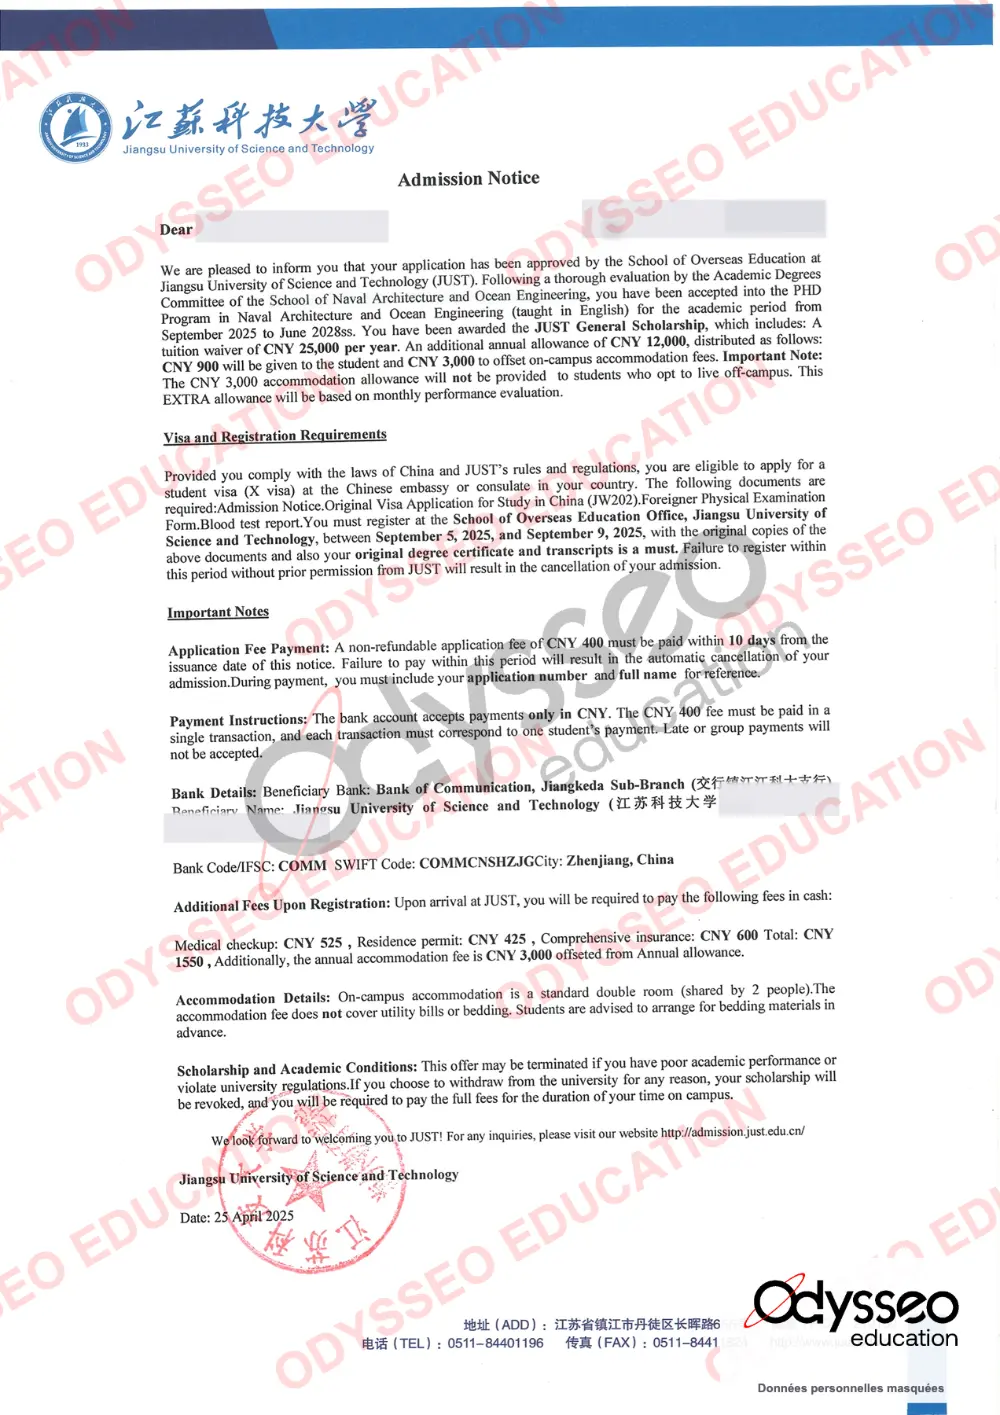 江蘇科技大学
Jiangsu University of Science and Technology
1933
Admission Notice
Dear
We are pleased to inform you that your application has been approved by the School of Overseas Education at
Jiangsu University of Science and Technology (JUST). Following a thorough evaluation by the Academic Degrees
Committee of the School of Naval Architecture and Ocean Engineering, you have been accepted into the PHD
Program in Naval Architecture and Ocean Engineering (taught in English) for the academic period from
September 2025 to June 2028ss. You have been awarded the JUST General Scholarship, which includes: A
tuition waiver of CNY 25,000 per year. An additional annual allowance of CNY 12,000, distributed as follows:
CNY 900 will be given to the student and CNY 3,000 to offset on-campus accommodation fees. Important Note:
The CNY 3,000 accommodation allowance will not be provided to students who opt to live off-campus. This
EXTRA allowance will be based on monthly performance evaluation.
Visa and Registration Requirements
Provided you comply with the laws of China and JUST's rules and regulations, you are eligible to apply for a
student visa (X visa) at the Chinese embassy or consulate in your country. The following documents are
required:Admission Notice.Original Visa Application for Study in China (JW202).Foreigner Physical Examination
Form.Blood test report.You must register at the School of Overseas Education Office, Jiangsu University of
Science and Technology, between September 5, 2025, and September 9, 2025, with the original copies of the
above documents and also your original degree certificate and transcripts is a must. Failure to register within
this period without prior permission from JUST will result in the cancellation of your admission.
Important Notes
Application Fee Payment: A non-refundable application fee of CNY 400 must be paid within 10 days from the
issuance date of this notice. Failure to pay within this period will result in the automatic cancellation of your
admission.During payment, you must include your application number and full name for reference.
Payment Instructions: The bank account accepts payments only in CNY. The CNY 400 fee must be paid in a
single transaction, and each transaction must correspond to one student's payment. Late or group payments will
not be accepted.
Bank Details: Beneficiary Bank: Bank of Communication, Jiangkeda Sub-Branch (交行镇江江科大支行)
Beneficiary Name: Jiangsu University of Science and Technology (江苏科技大学
Bank Code/IFSC: COMM SWIFT Code: COMMCNSHZJGCity: Zhenjiang, China
Additional Fees Upon Registration: Upon arrival at JUST, you will be required to pay the following fees in cash:
Medical checkup: CNY 525 , Residence permit: CNY 425 , Comprehensive insurance: CNY 600 Total: CNY
1550 , Additionally, the annual accommodation fee is CNY 3,000 offseted from Annual allowance.
Accommodation Details: On-campus accommodation is a standard double room (shared by 2 people).The
accommodation fee does not cover utility bills or bedding. Students are advised to arrange for bedding materials in
advance.
Scholarship and Academic Conditions: This offer may be terminated if you have poor academic performance or
violate university regulations.If you choose to withdraw from the university for any reason, your scholarship will
be revoked, and you will be required to pay the full fees for the duration of your time on campus.
We look forward to welcoming you to JUST! For any inquiries, please visit our website http://admission.just.edu.cn/
Jiangsu University of Science and Technology
Date: 25 April 2025
江苏科技大学
地址 (ADD) : 江苏省镇江市丹徒区长晖路6
电话 (TEL) : 0511-84401196 传真 (FAX) : 0511-8441
Odysseo
education
Données personnelles masquées
Odysseo
education
ODYSSEO EDUCATION